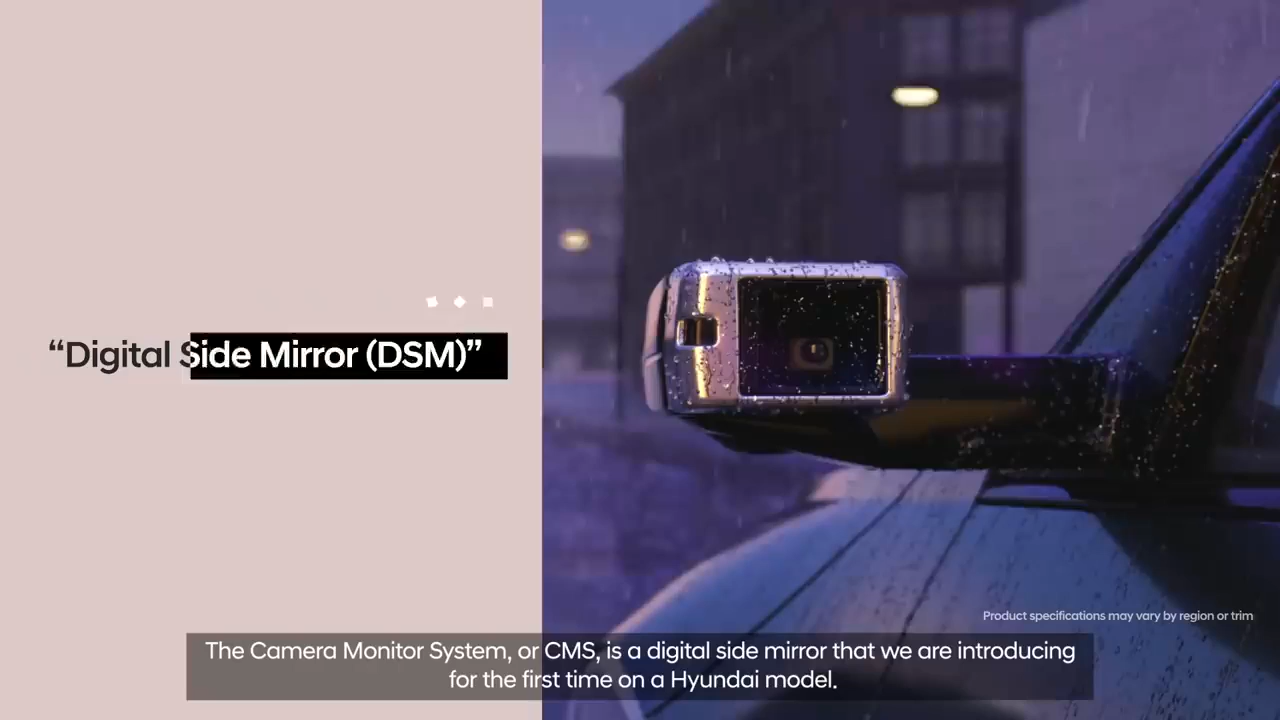 “Digital Side Mirror (DSM)”
Product specifications may vary by region or trim
The Camera Monitor System, or CMS, is a digital side mirror that we are introducing
for the first time on a Hyundai model.